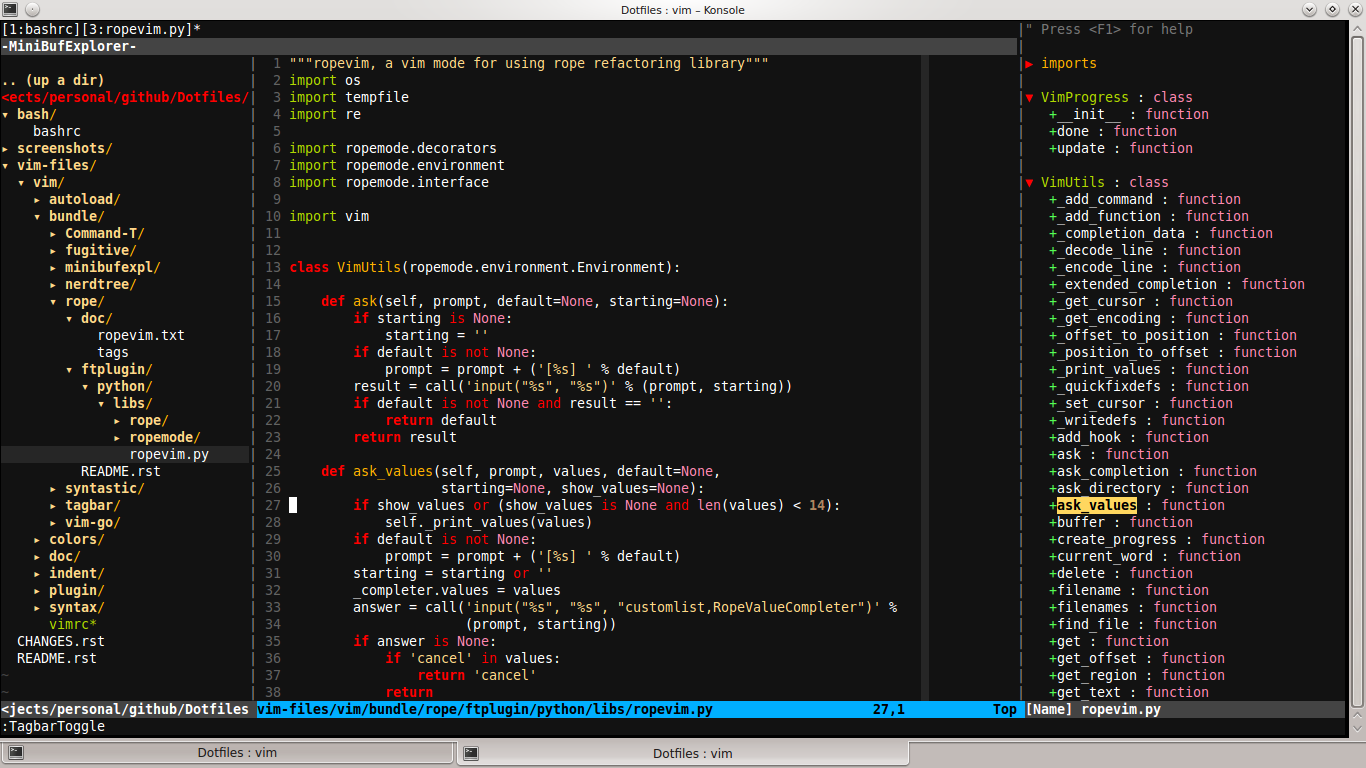 Dotfiles : vim – Konsole
[1:bashrc][3:ropevim.py]*
-MiniBufExplorer-
.. (up a dir)
<ects/personal/github/Dotfiles/
▾ bash/
bashrc
▸ screenshots/
▾ vim-files/
▾ vim/
▸ autoload/
▾ bundle/
▸ Command-T/
▸ fugitive/
▸ minibufexpl/
▸ nerdtree/
▾ rope/
▾ doc/
ropevim.txt
tags
▾ ftplugin/
▾ python/
▾ libs/
▸ rope/
▸ ropemode/
ropevim.py
README.rst
▸ syntastic/
▸ tagbar/
▸ vim-go/
▸ colors/
▸ doc/
▸ indent/
▸ plugin/
▸ syntax/
vimrc*
CHANGES.rst
README.rst
~
~
<jects/personal/github/Dotfiles
1 """ropevim, a vim mode for using rope refactoring library"""
2 import os
3 import tempfile
4 import re
5
6 import ropemode.decorators
7 import ropemode.environment
8 import ropemode.interface
9
10 import vim
11
12
13 class VimUtils(ropemode.environment.Environment):
14
15     def ask(self, prompt, default=None, starting=None):
16         if starting is None:
17             starting = ''
18         if default is not None:
19             prompt = prompt + ('[%s] ' % default)
20         result = call('input("%s", "%s")' % (prompt, starting))
21         if default is not None and result == '':
22             return default
23         return result
24
25     def ask_values(self, prompt, values, default=None,
26                    starting=None, show_values=None):
27         if show_values or (show_values is None and len(values) < 14):
28             self._print_values(values)
29         if default is not None:
30             prompt = prompt + ('[%s] ' % default)
31         starting = starting or ''
32         _completer.values = values
33         answer = call('input("%s", "%s", "customlist,RopeValueCompleter")' %
34                       (prompt, starting))
35         if answer is None:
36             if 'cancel' in values:
37                 return 'cancel'
38             return
vim-files/vim/bundle/rope/ftplugin/python/libs/ropevim.py 27,1 Top
" Press <F1> for help
▶ imports
▼ VimProgress : class
+__init__ : function
+done : function
+update : function
▼ VimUtils : class
+_add_command : function
+_add_function : function
+_completion_data : function
+_decode_line : function
+_encode_line : function
+_extended_completion : function
+_get_cursor : function
+_get_encoding : function
+_offset_to_position : function
+_position_to_offset : function
+_print_values : function
+_quickfixdefs : function
+_set_cursor : function
+_writedefs : function
+add_hook : function
+ask : function
+ask_completion : function
+ask_directory : function
+ask_values : function
+buffer : function
+create_progress : function
+current_word : function
+delete : function
+filename : function
+filenames : function
+find_file : function
+get : function
+get_offset : function
+get_region : function
+get_text : function
[Name] ropevim.py
:TagbarToggle
Dotfiles : vim
Dotfiles : vim